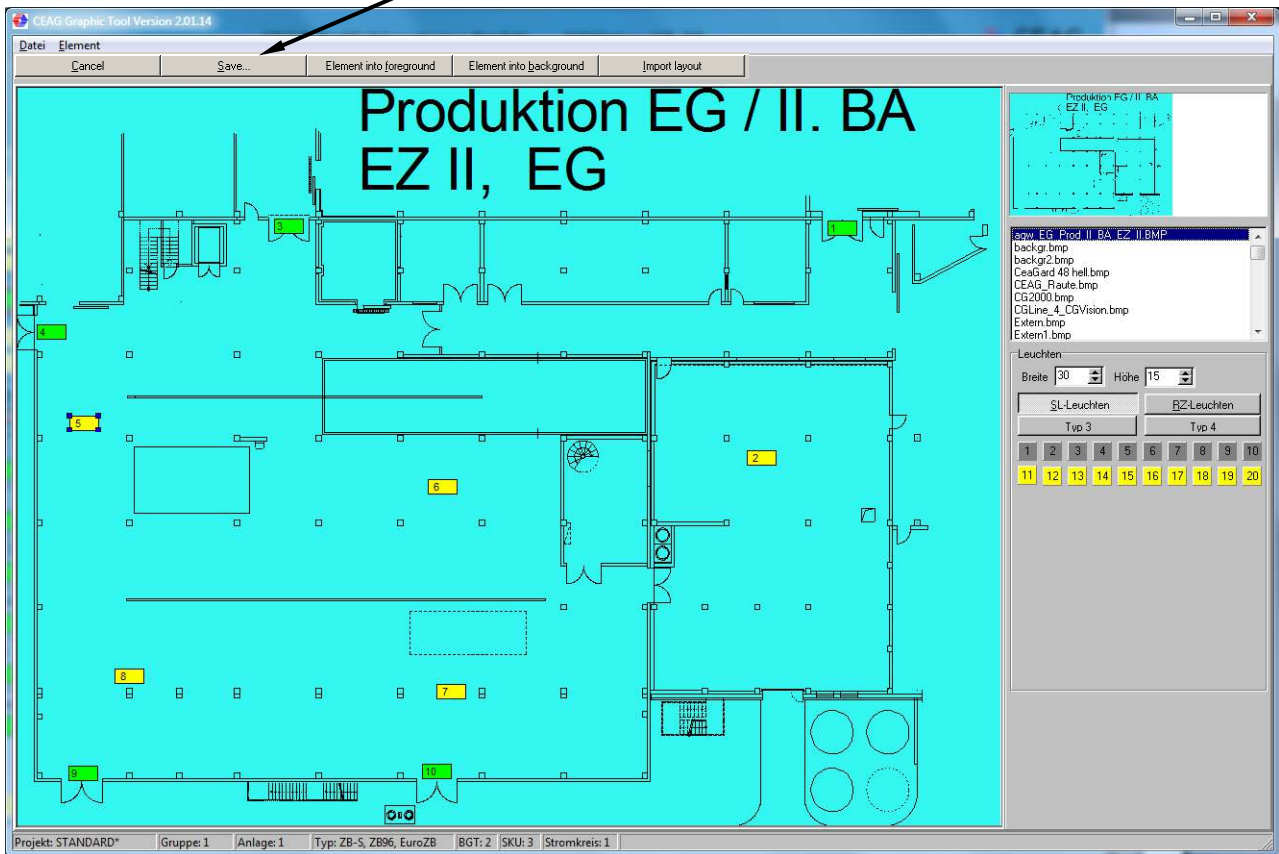 CEAG Graphic Tool Version 2.01.14
Datei Element
Cancel Save... Element into foreground Element into background Import layout
Produktion EG / II. BA
EZ II, EG
3
1
4
5
2
6
8
7
9
10
Produktion EG / II. BA
EZ II, EG
agw_EG_Prod_II_BA_EZ_II.BMP
backgr.bmp
backgr2.bmp
CeaGard 48 hell.bmp
CEAG_Raute.bmp
CG2000.bmp
CGLine_4_CGVision.bmp
Extern.bmp
Extern1.bmp
Leuchten
Breite 30 Höhe 15
SL-Leuchten RZ-Leuchten
Typ 3 Typ 4
1 2 3 4 5 6 7 8 9 10
11 12 13 14 15 16 17 18 19 20
Projekt: STANDARD* Gruppe: 1 Anlage: 1 Typ: ZB-S, ZB96, EuroZB BGT: 2 SKU: 3 Stromkreis: 1